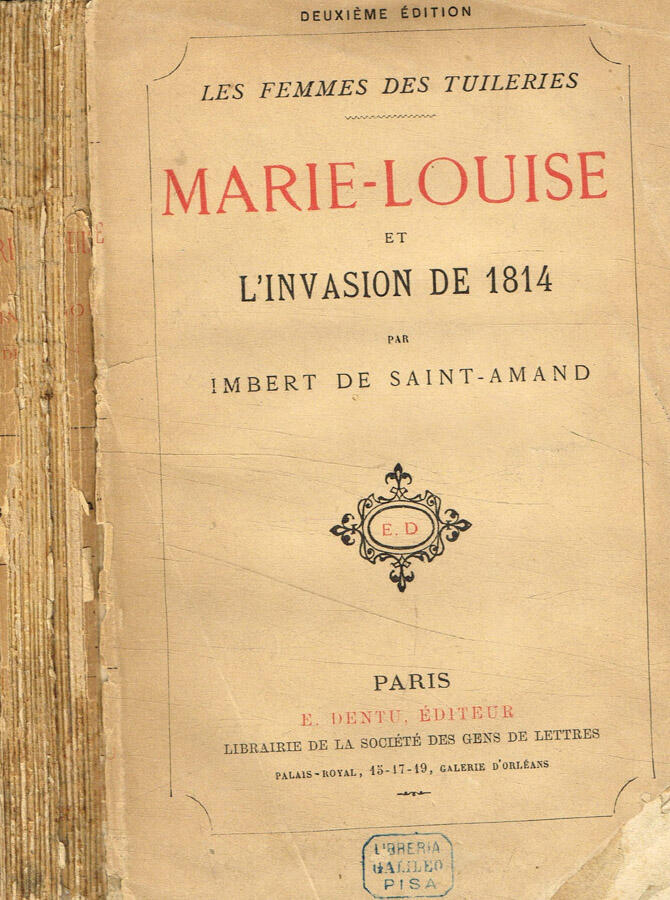 DEUXIÈME ÉDITION
LES FEMMES DES TUILERIES
MARIE-LOUISE
ET
L'INVASION DE 1814
PAR
IMBERT DE SAINT-AMAND
E. D
PARIS
E. DENTU, ÉDITEUR
LIBRAIRIE DE LA SOCIÉTÉ DES GENS DE LETTRES
PALAIS-ROYAL, 15-17-19, GALERIE D'ORLÉANS
LIBRERIA
GALILEO
PISA